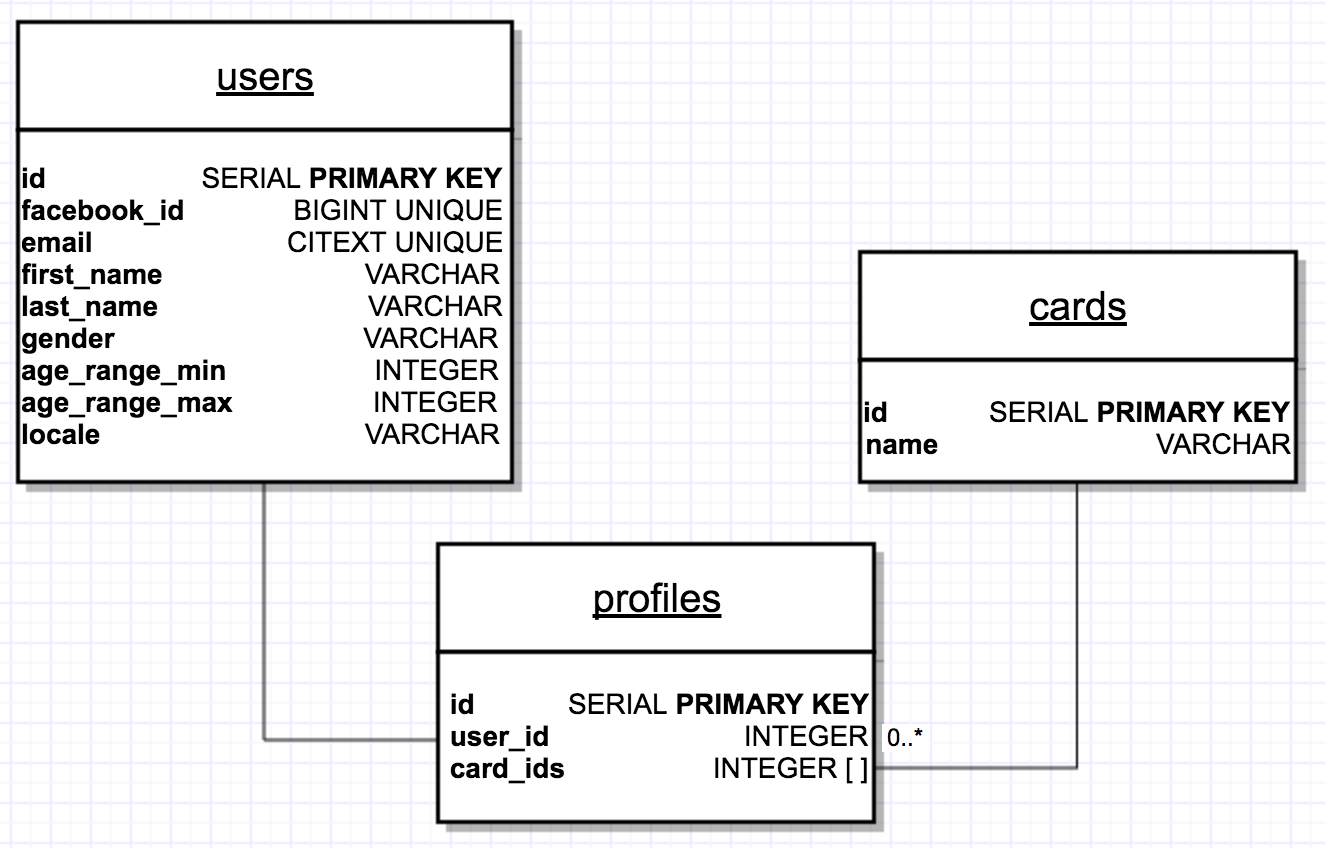 users
id SERIAL PRIMARY KEY
facebook_id BIGINT UNIQUE
email CITEXT UNIQUE
first_name VARCHAR
last_name VARCHAR
gender VARCHAR
age_range_min INTEGER
age_range_max INTEGER
locale VARCHAR
cards
id SERIAL PRIMARY KEY
name VARCHAR
profiles
id SERIAL PRIMARY KEY
user_id INTEGER 0..*
card_ids INTEGER [ ]